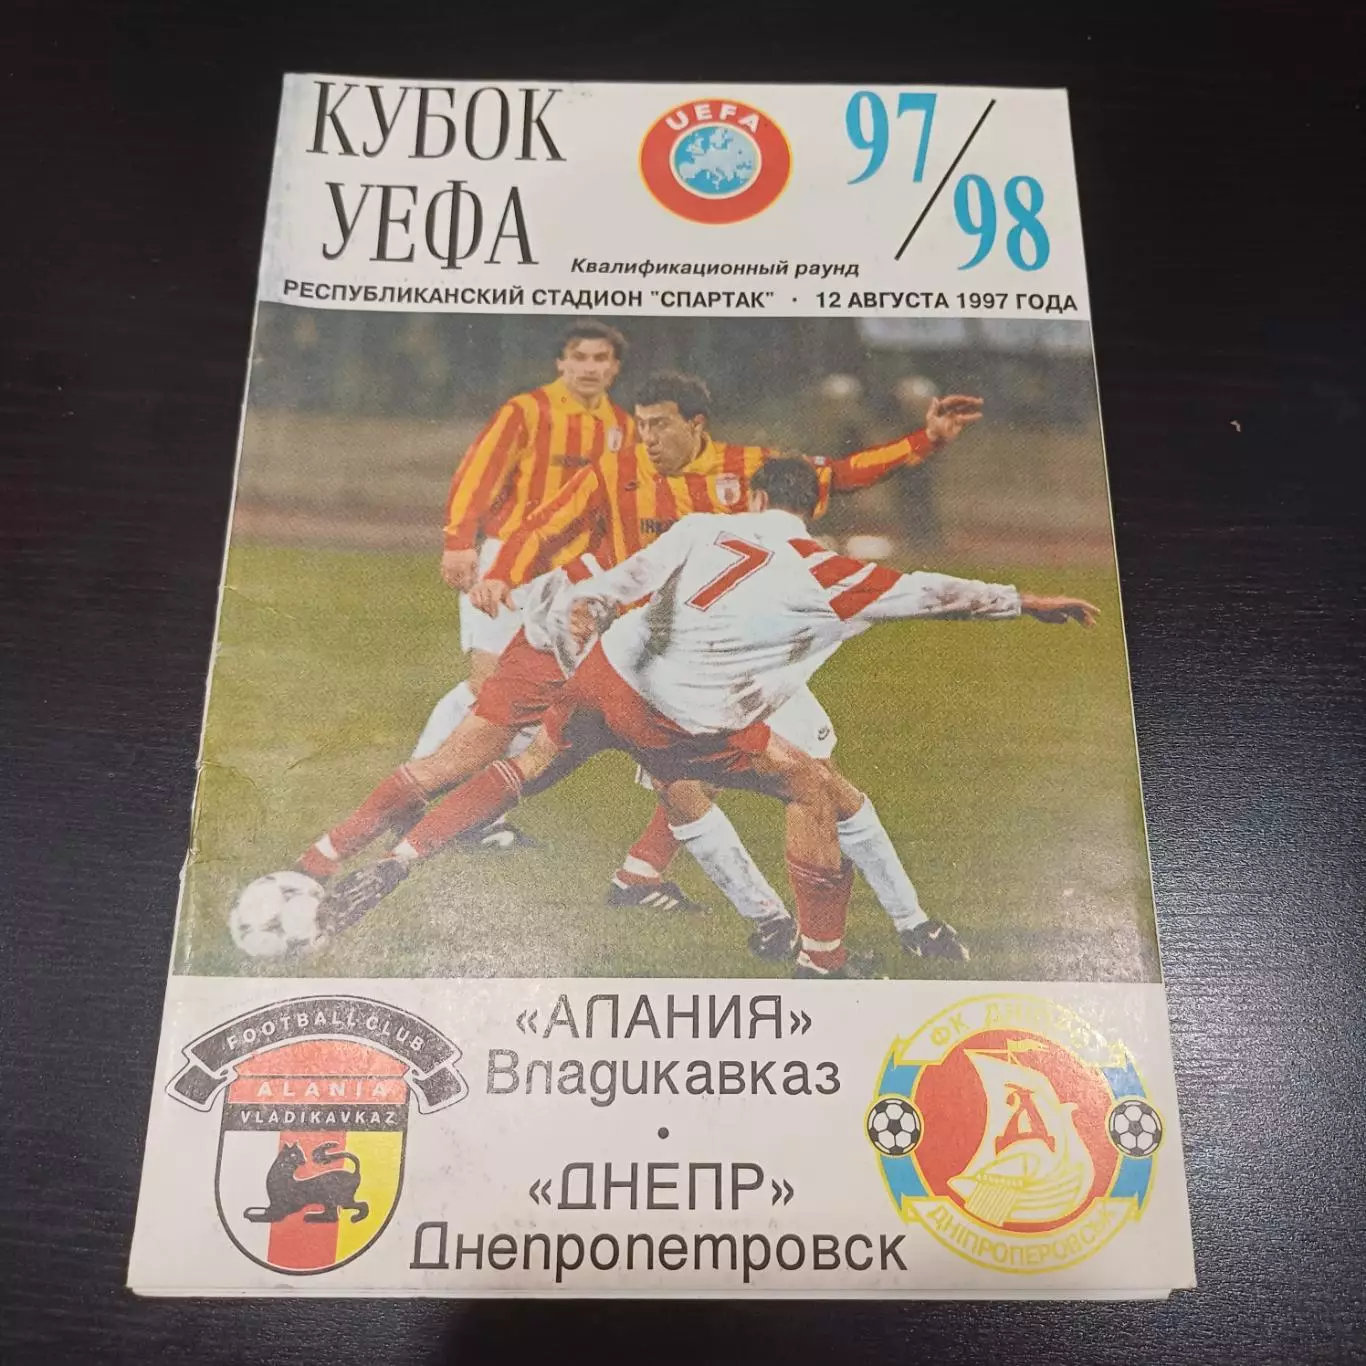 КУБОК
УЕФА
UEFA
97/98
Квалификационный раунд
РЕСПУБЛИКАНСКИЙ СТАДИОН "СПАРТАК" · 12 АВГУСТА 1997 ГОДА
7
FOOTBALL CLUB
ALANIA
VLADIKAVKAZ
«АЛАНИЯ»
Владикавказ
·
«ДНЕПР»
Днепропетровск
ФК
Д